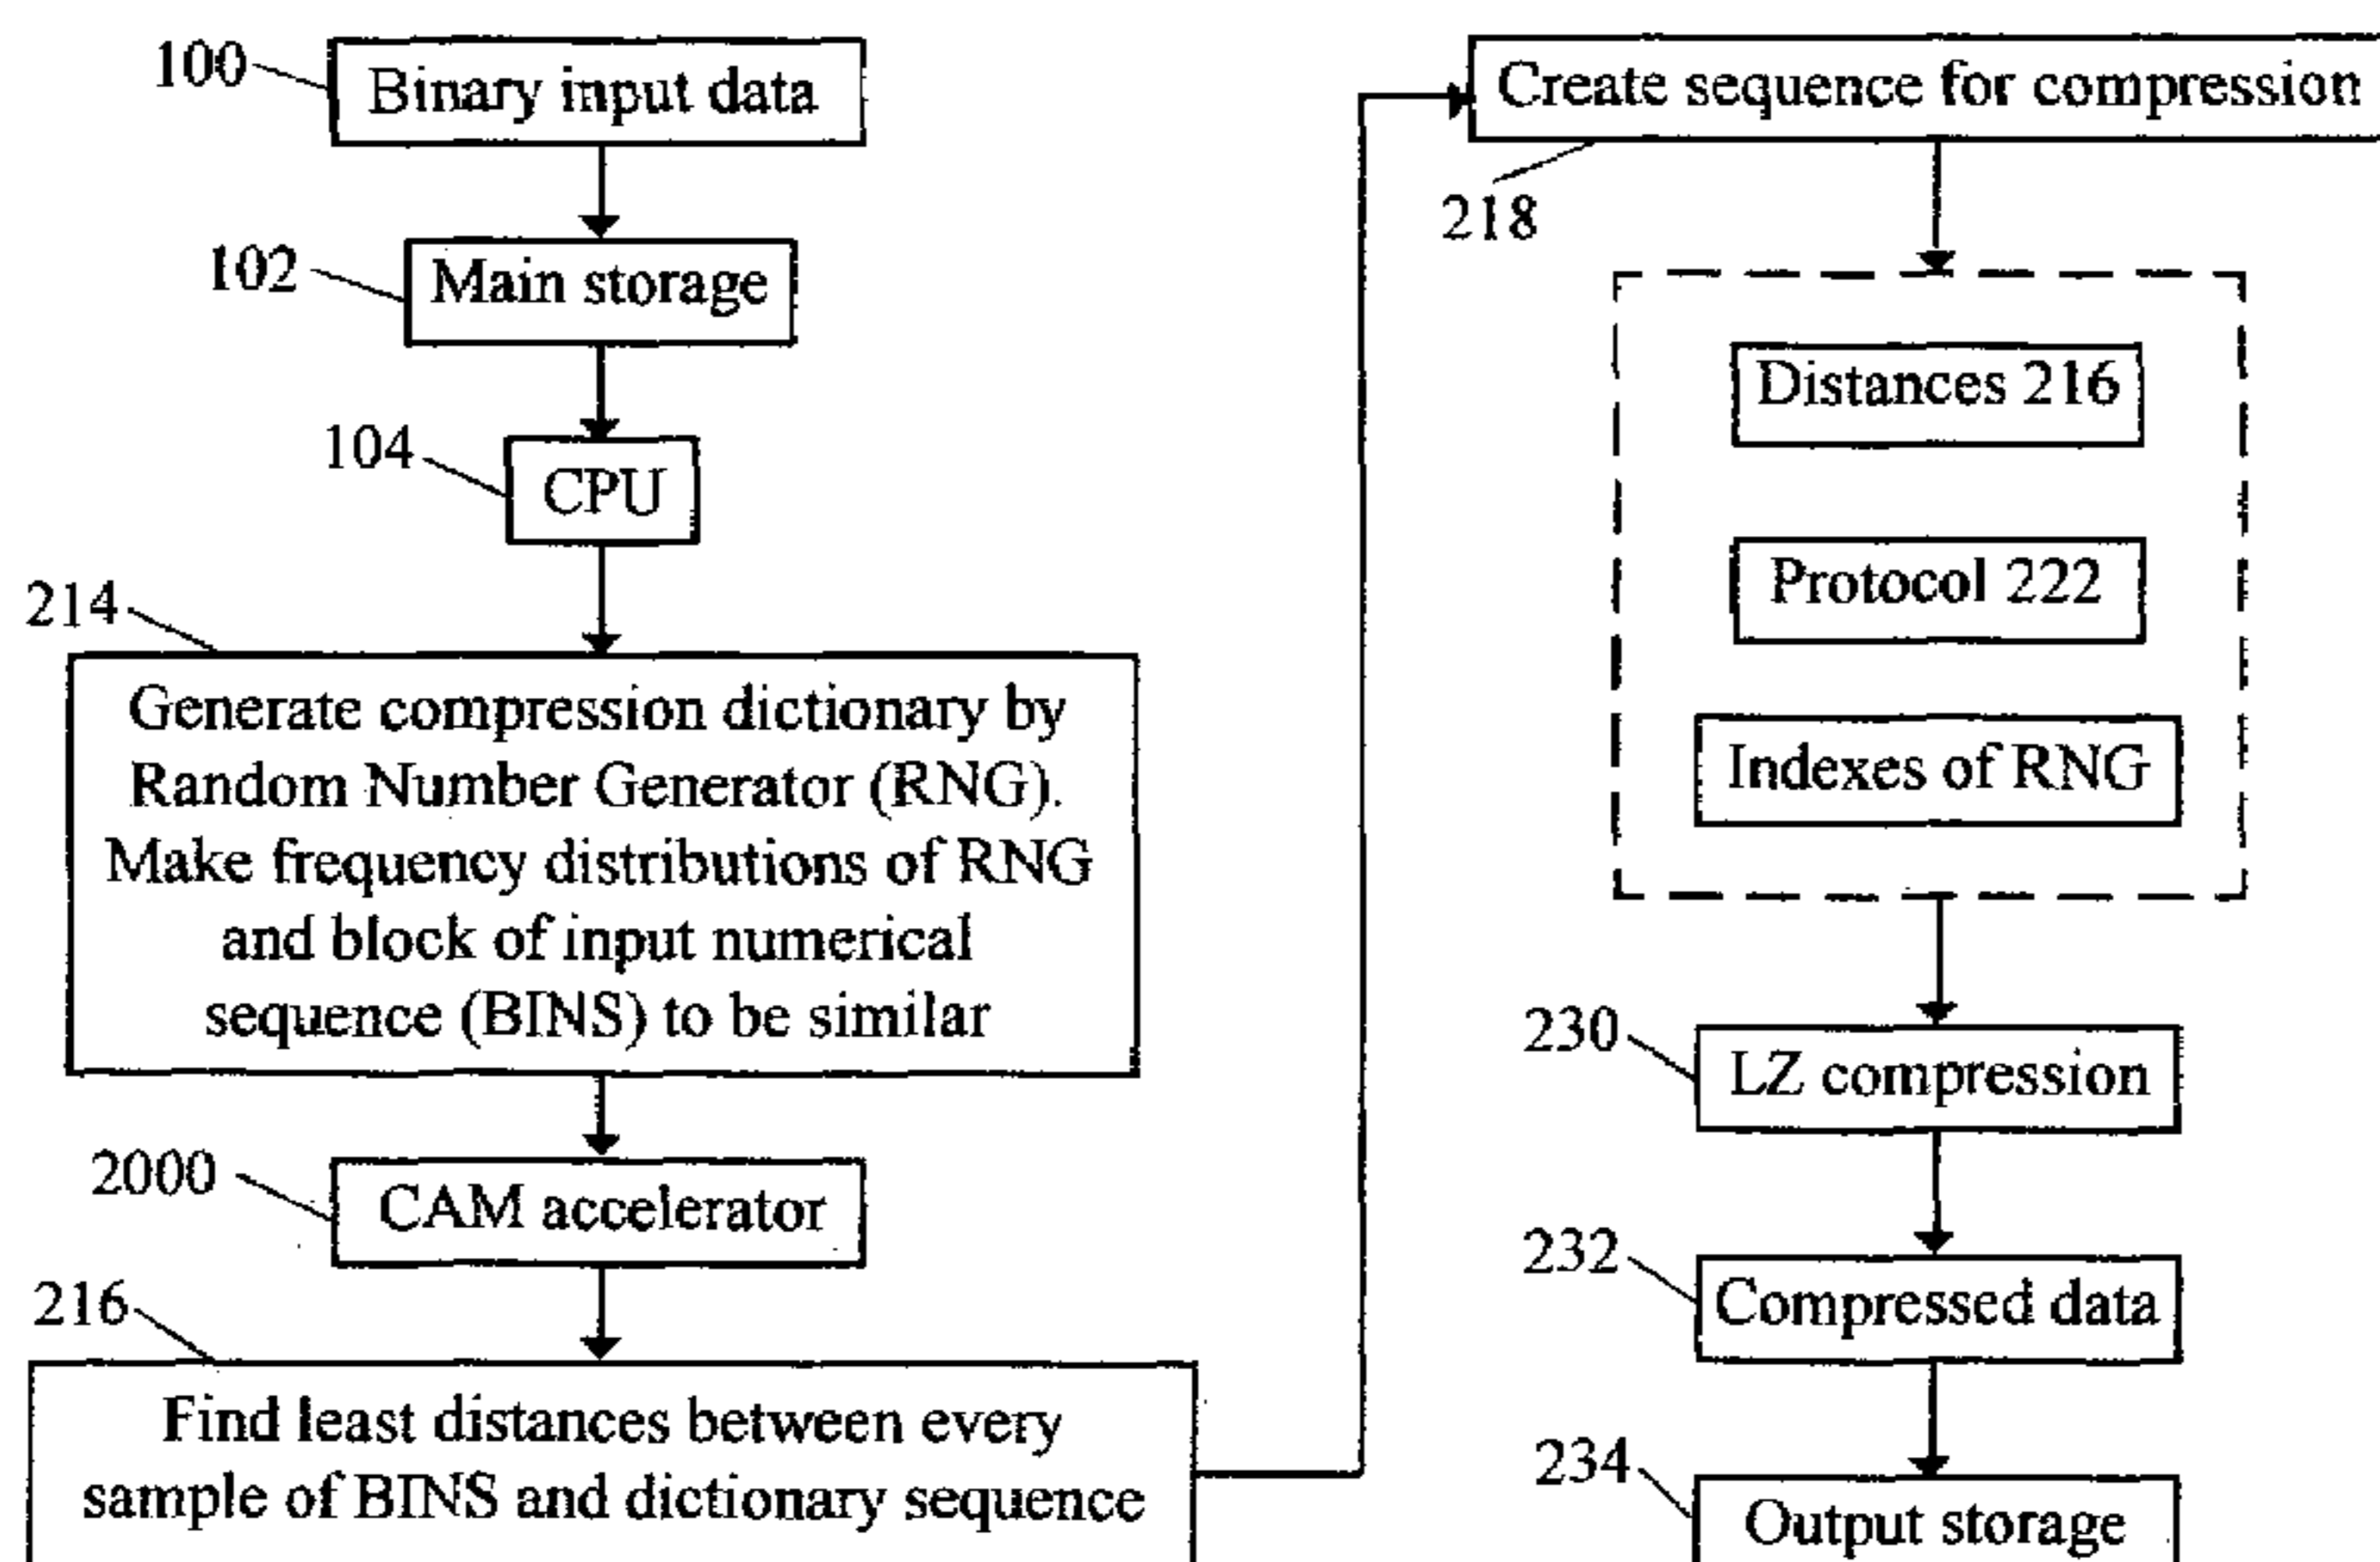 100
Binary input data
102
Main storage
104
CPU
214
Generate compression dictionary by
Random Number Generator (RNG).
Make frequency distributions of RNG
and block of input numerical
sequence (BINS) to be similar
2000
CAM accelerator
216
Find least distances between every
sample of BINS and dictionary sequence
Create sequence for compression
218
Distances 216
Protocol 222
Indexes of RNG
230
LZ compression
232
Compressed data
234
Output storage